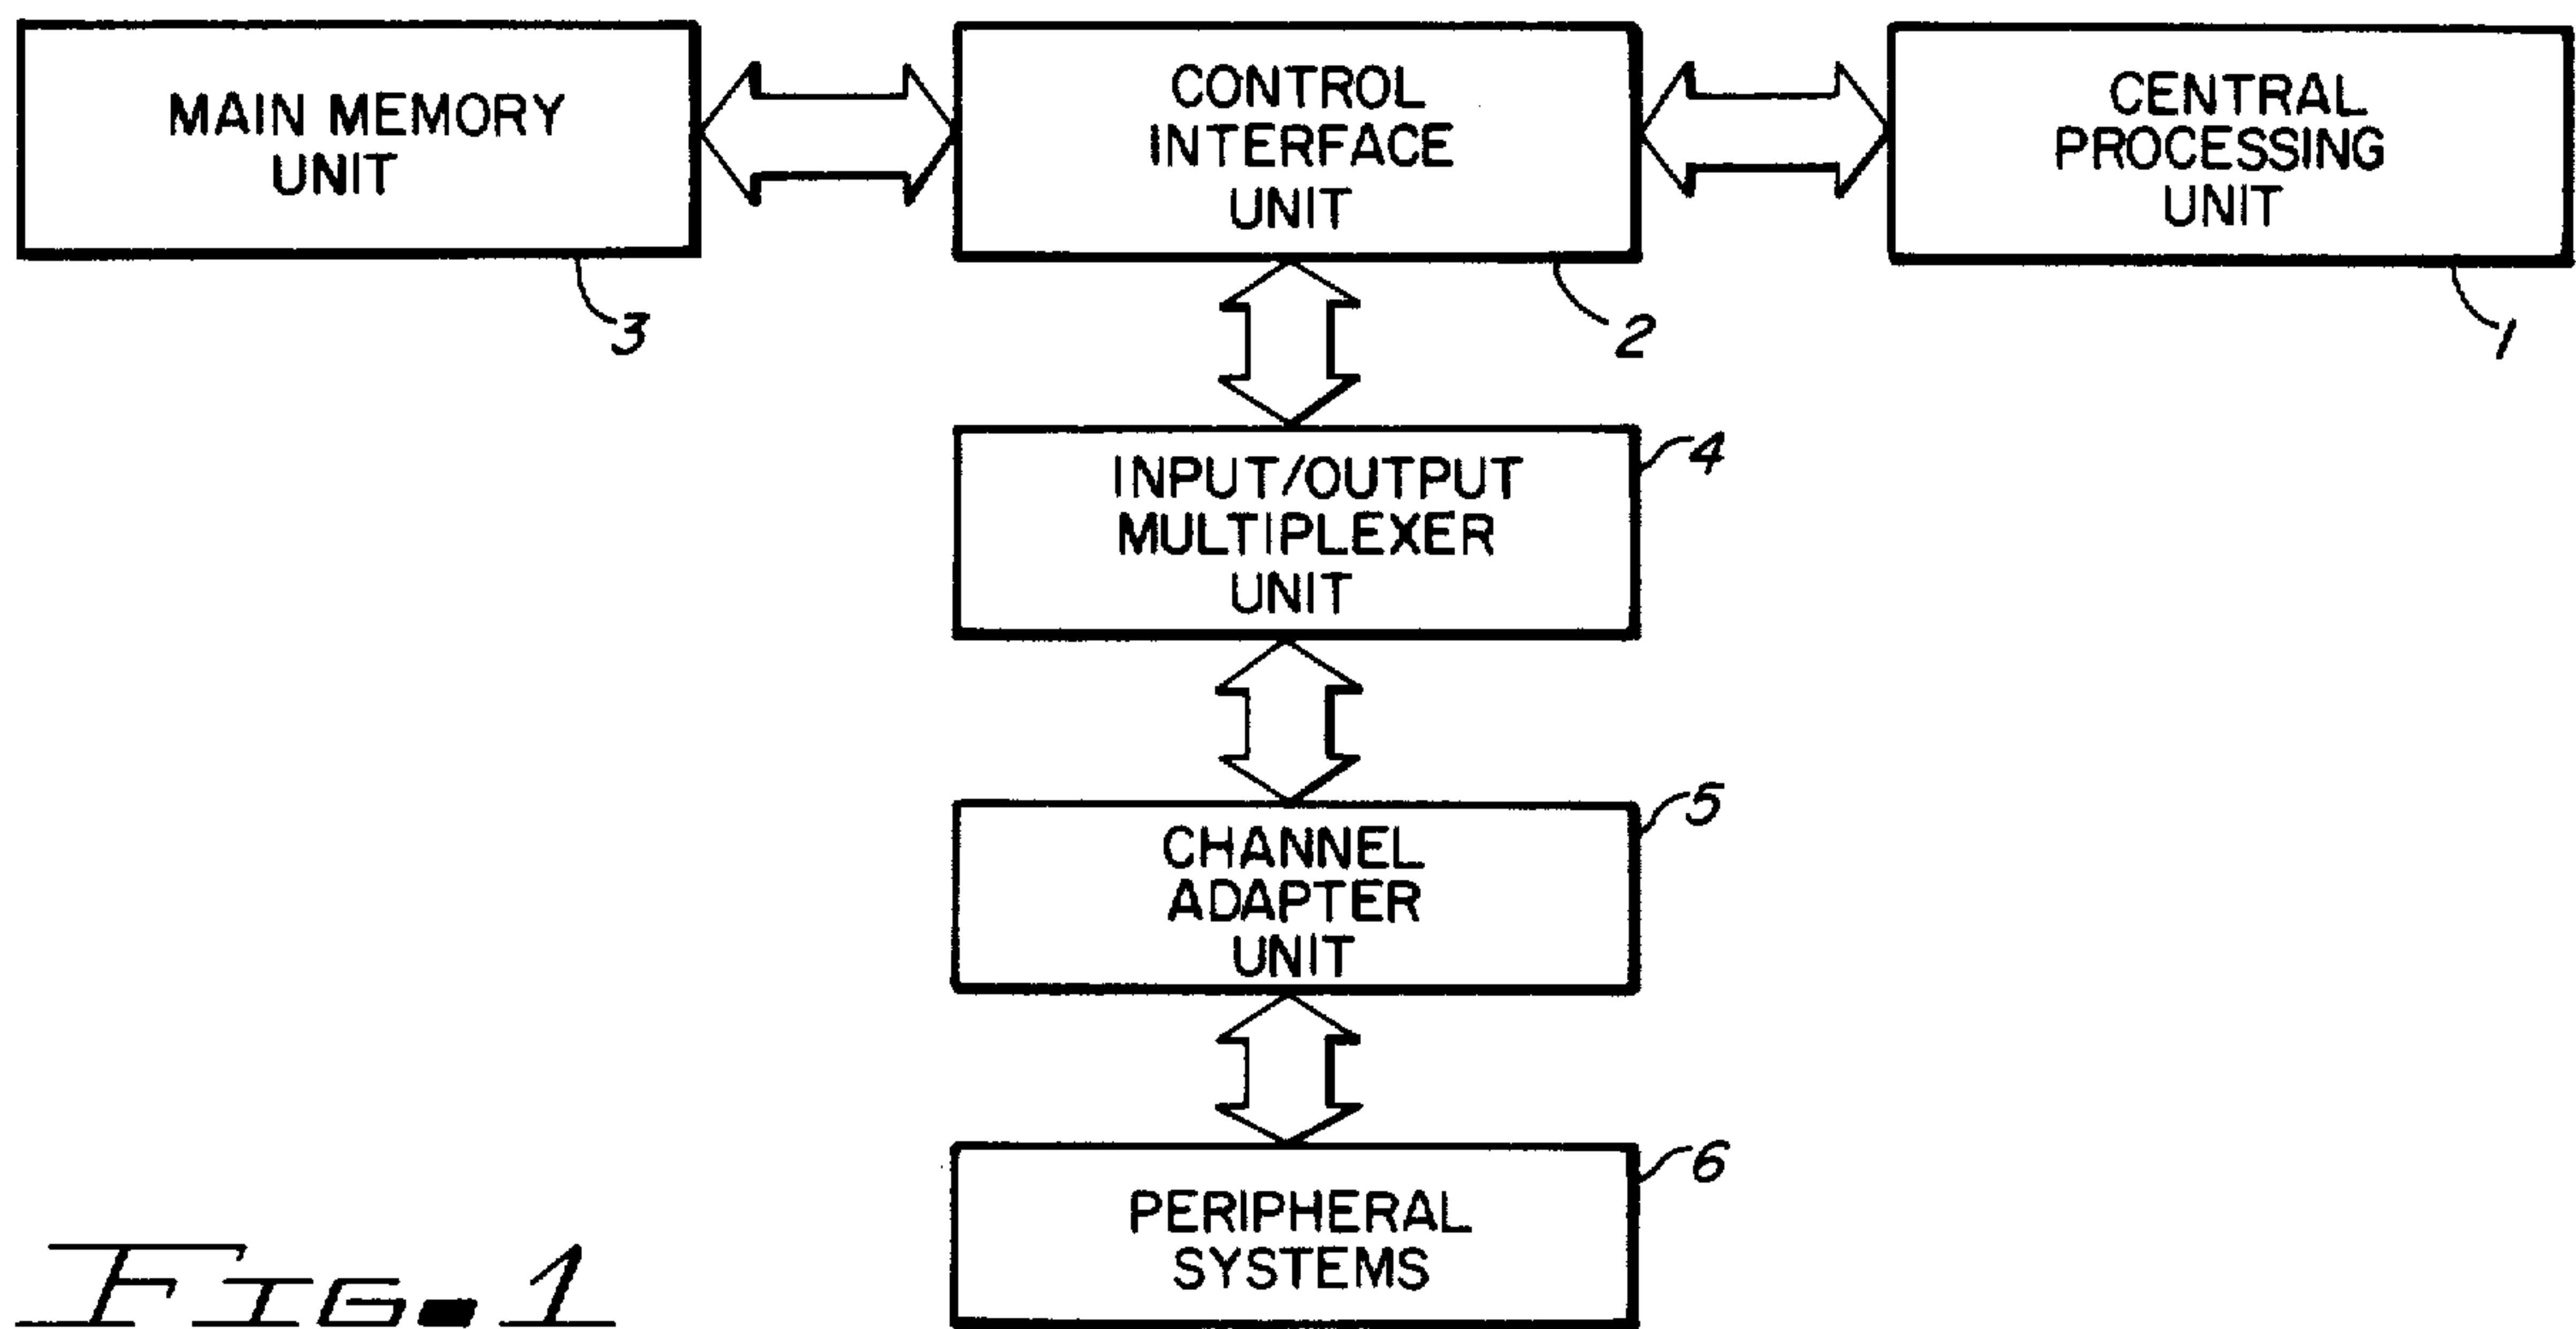 MAIN MEMORY
UNIT
3
CONTROL
INTERFACE
UNIT
2
CENTRAL
PROCESSING
UNIT
1
INPUT/OUTPUT
MULTIPLEXER
UNIT
4
CHANNEL
ADAPTER
UNIT
5
PERIPHERAL
SYSTEMS
6
FIG. 1